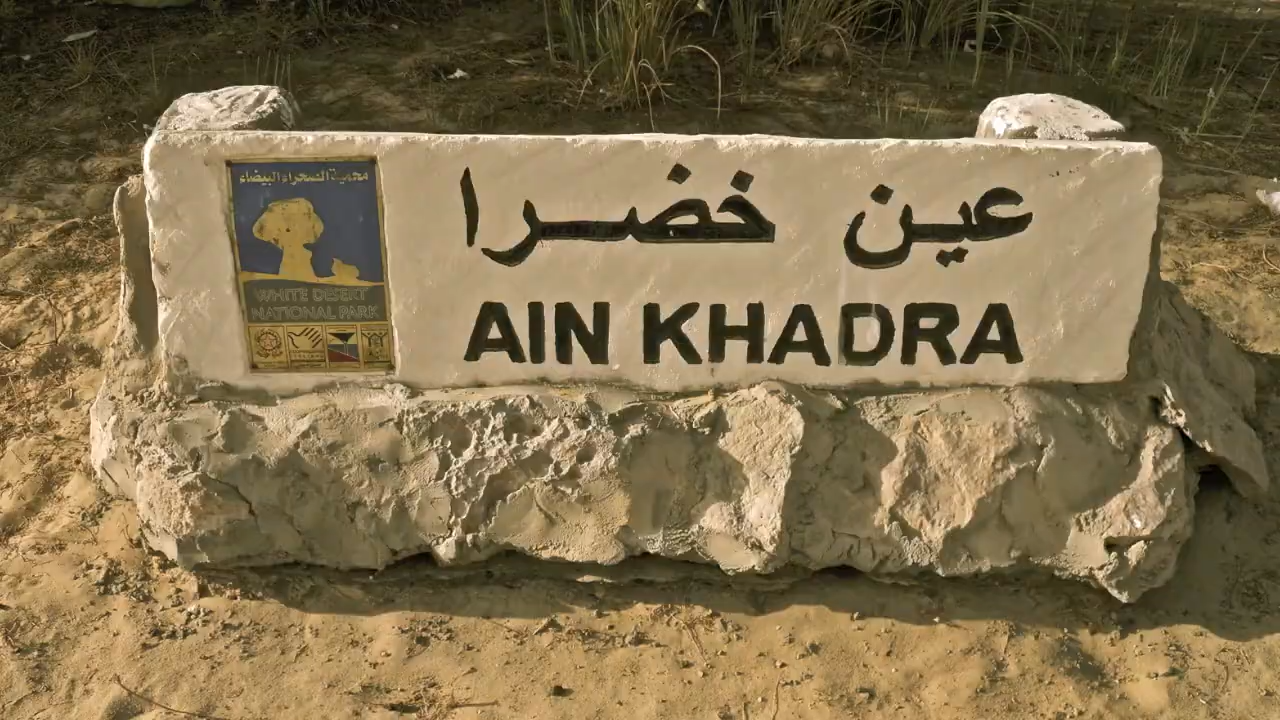 محمية الصحراء البيضاء
WHITE DESERT
NATIONAL PARK
عين خضرا
AIN KHADRA